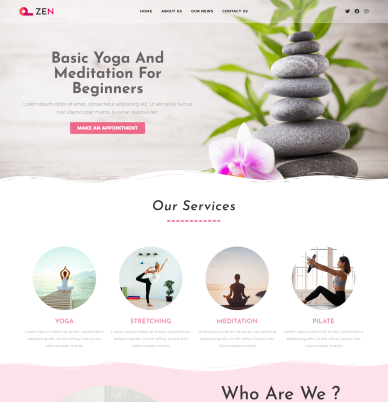 ZEN
HOME ABOUT US OUR NEWS CONTACT US
Basic Yoga And
Meditation For
Beginners
Lorem ipsum dolor sit amet, consectetur adipiscing elit. Ut elit tellus, luctus
nec ullamcorper mattis, pulvinar dapibus leo.
MAKE AN APPOINTMENT
Our Services
YOGA STRETCHING MEDITATION PILATE
Lorem ipsum dolor sit amet, consectetur Lorem ipsum dolor sit amet, consectetur Lorem ipsum dolor sit amet, consectetur Lorem ipsum dolor sit amet, consectetur
adipiscing elit. Ut elit tellus, luctus nec adipiscing elit. Ut elit tellus, luctus nec adipiscing elit. Ut elit tellus, luctus nec adipiscing elit. Ut elit tellus, luctus nec
ullamcorper mattis. ullamcorper mattis. ullamcorper mattis. ullamcorper mattis.
Who Are We ?